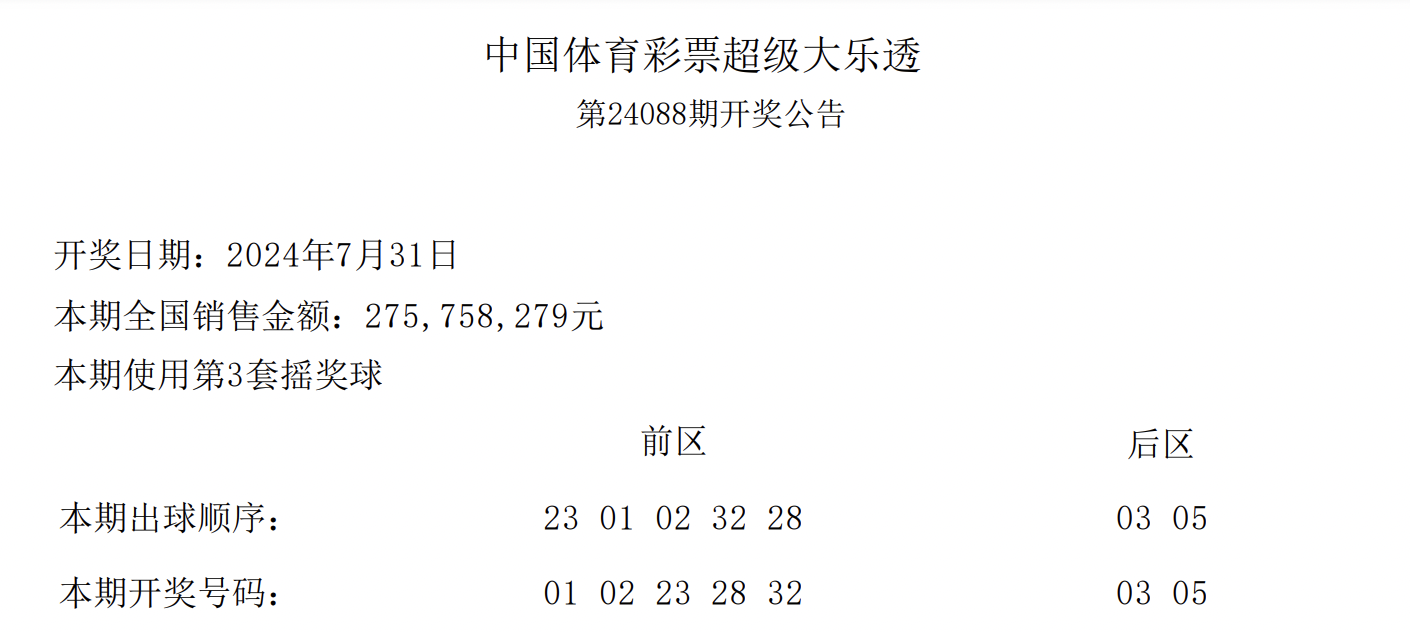 中国体育彩票超级大乐透
第24088期开奖公告
开奖日期：2024年7月31日
本期全国销售金额：275,758,279元
本期使用第3套摇奖球
前区 后区
本期出球顺序： 23 01 02 32 28 03 05
本期开奖号码： 01 02 23 28 32 03 05